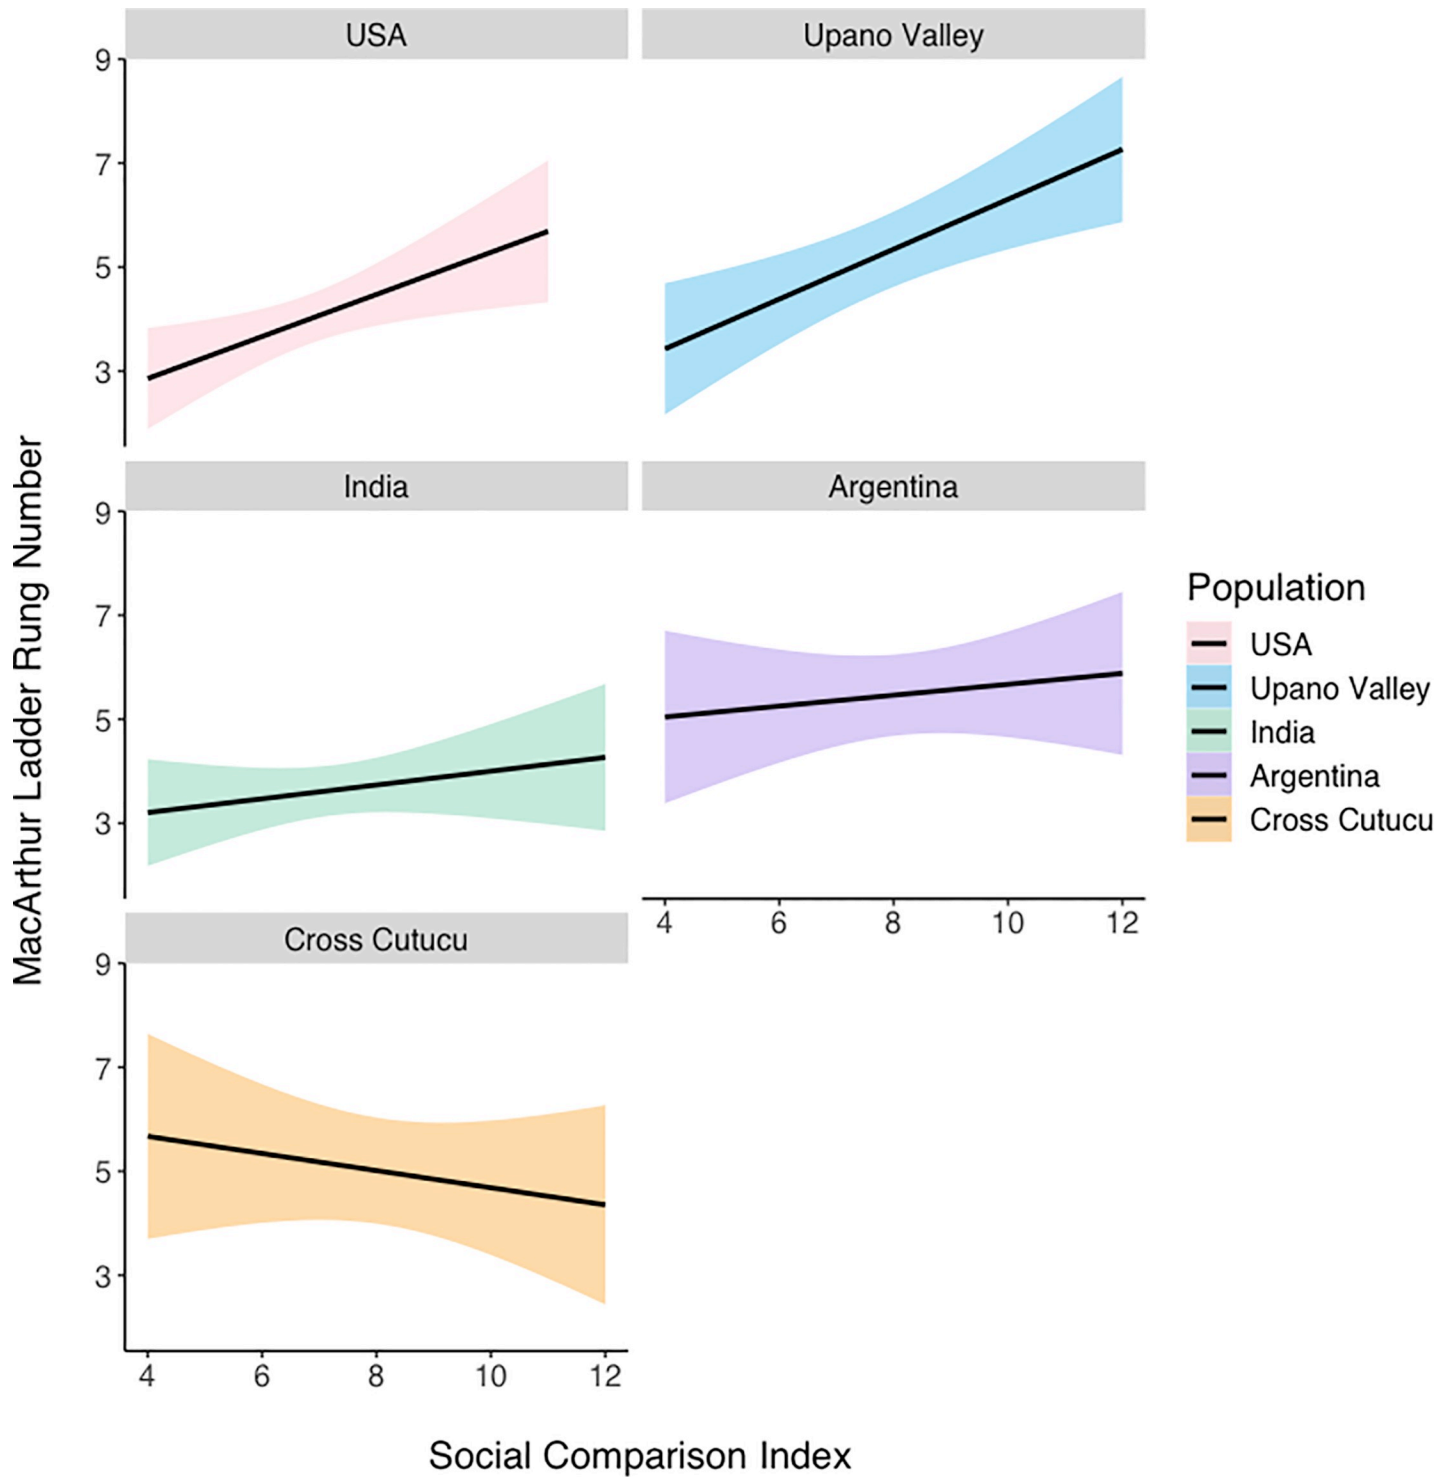 USA
Upano Valley
9
7
5
3
India
Argentina
9
7
5
3
4 6 8 10 12
Cross Cutucu
9
7
5
3
4 6 8 10 12
MacArthur Ladder Rung Number
Social Comparison Index
Population
USA
Upano Valley
India
Argentina
Cross Cutucu